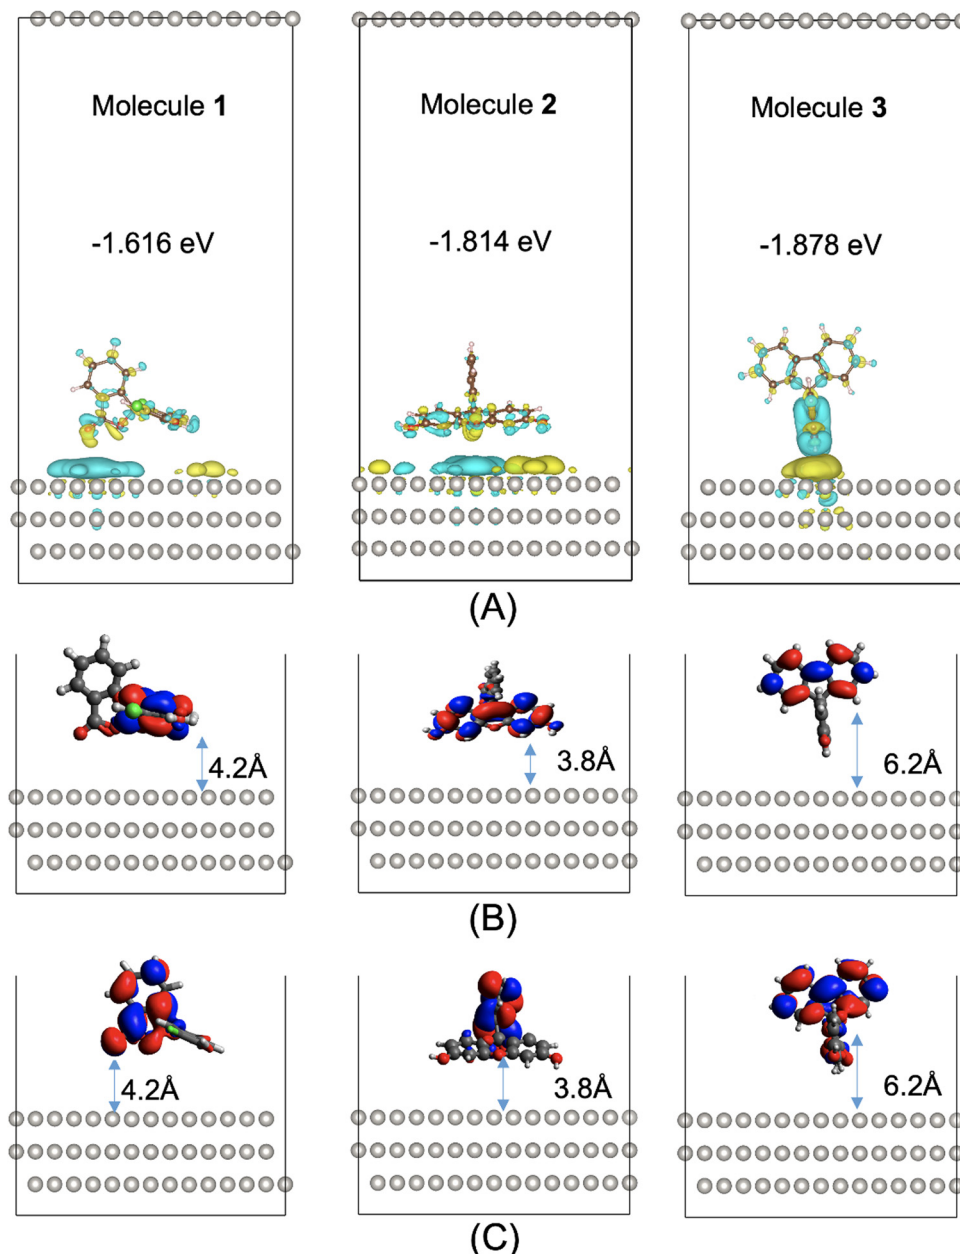 Molecule 1 Molecule 2 Molecule 3
-1.616 eV -1.814 eV -1.878 eV
(A)
4.2Å 3.8Å 6.2Å
(B)
4.2Å 3.8Å 6.2Å
(C)